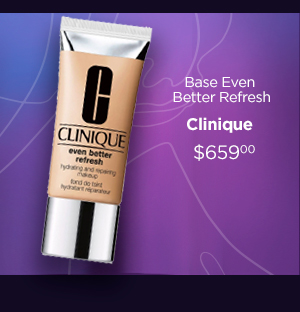 C
CLINIQUE
even better
refresh
hydrating and repairing
makeup
fond de teint
hydratant réparateur
Base Even
Better Refresh
Clinique
$659⁰⁰